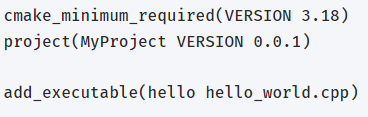 cmake_minimum_required(VERSION 3.18)
project(MyProject VERSION 0.0.1)
add_executable(hello hello_world.cpp)